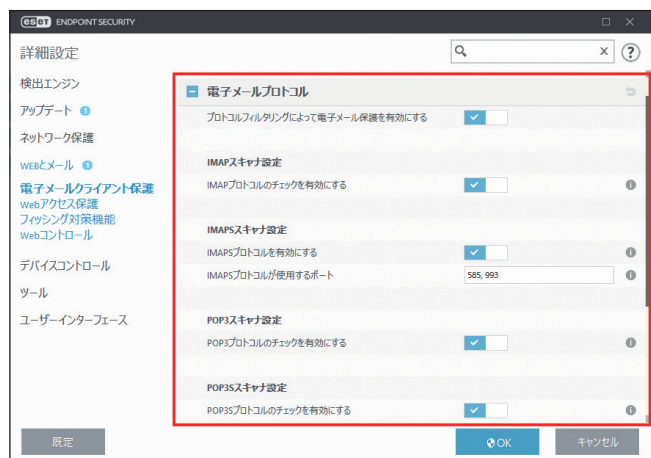 eset ENDPOINT SECURITY
詳細設定
x
?
検出エンジン
アップデート 1
ネットワーク保護
WEBとメール 1
電子メールクライアント保護
Webアクセス保護
フィッシング対策機能
Webコントロール
デバイスコントロール
ツール
ユーザーインターフェース
電子メールプロトコル
プロトコルフィルタリングによって電子メール保護を有効にする
IMAPスキャナ設定
IMAPプロトコルのチェックを有効にする
IMAPSスキャナ設定
IMAPSプロトコルを有効にする
IMAPSプロトコルが使用するポート 585, 993
POP3スキャナ設定
POP3プロトコルのチェックを有効にする
POP3Sスキャナ設定
POP3Sプロトコルのチェックを有効にする
既定
OK
キャンセル